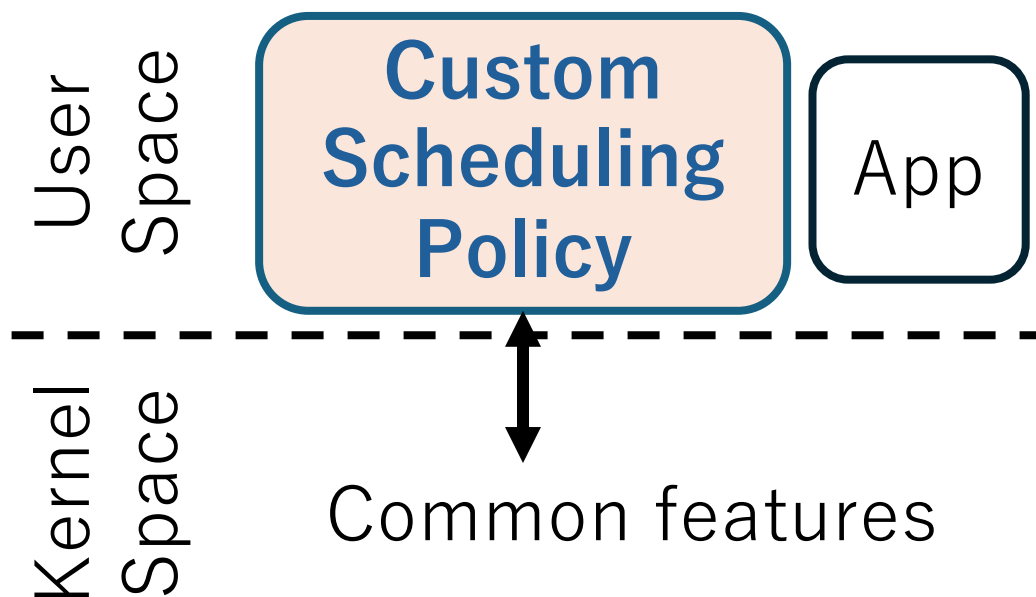 User
Space
Custom
Scheduling
Policy
App
Kernel
Space
Common features